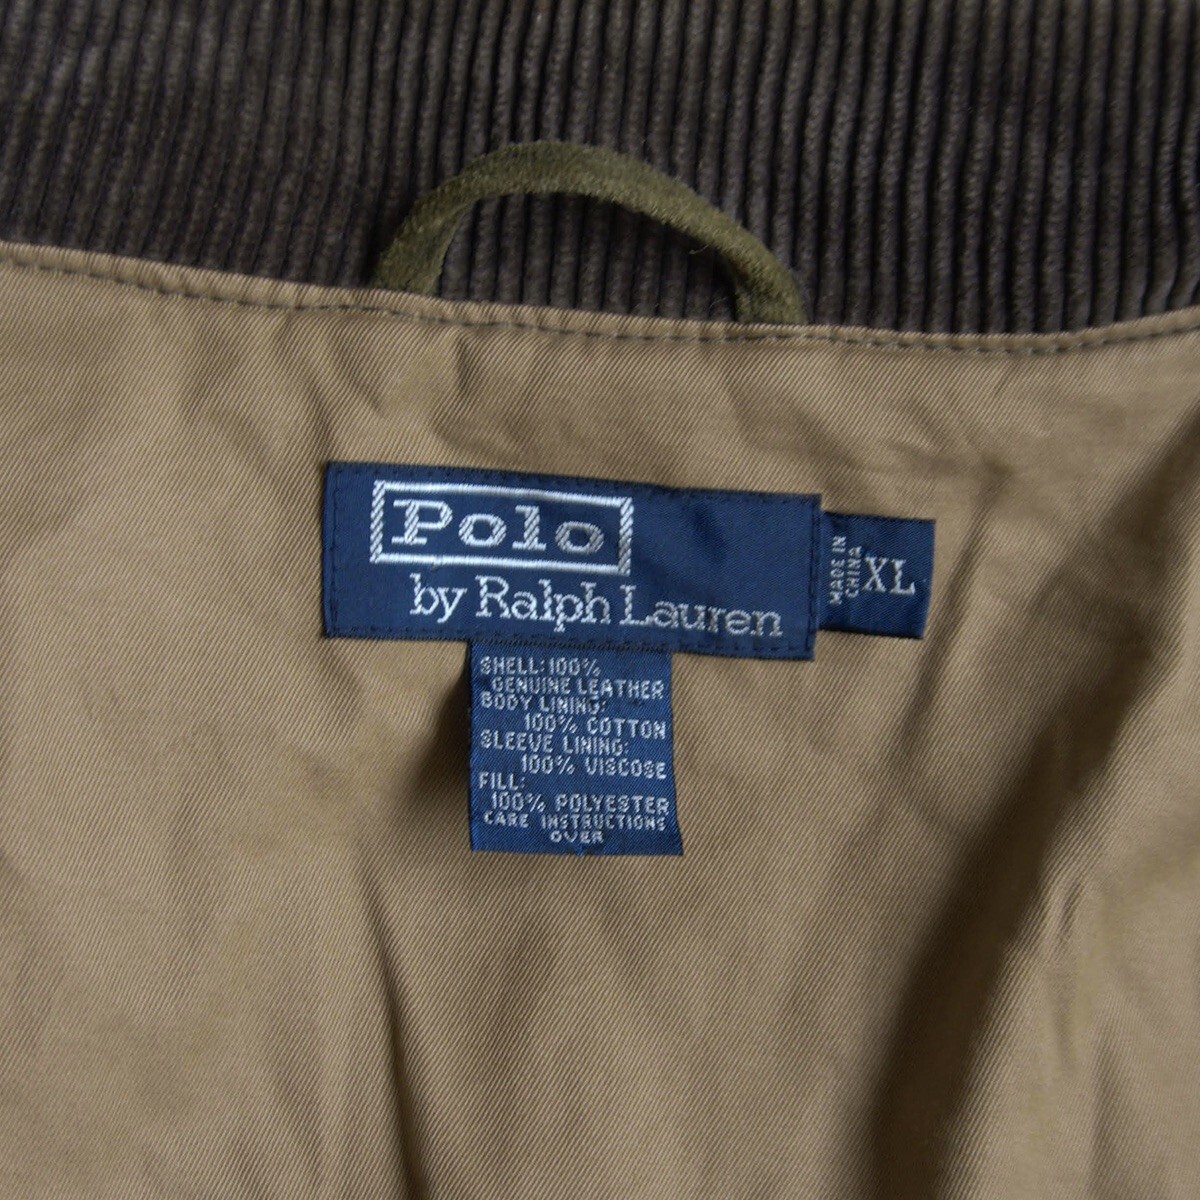 Polo
by Ralph Lauren
MADE IN
CHINA
XL
SHELL: 100%
GENUINE LEATHER
BODY LINING:
100% COTTON
SLEEVE LINING:
100% VISCOSE
FILL:
100% POLYESTER
CARE INSTRUCTIONS
OVER